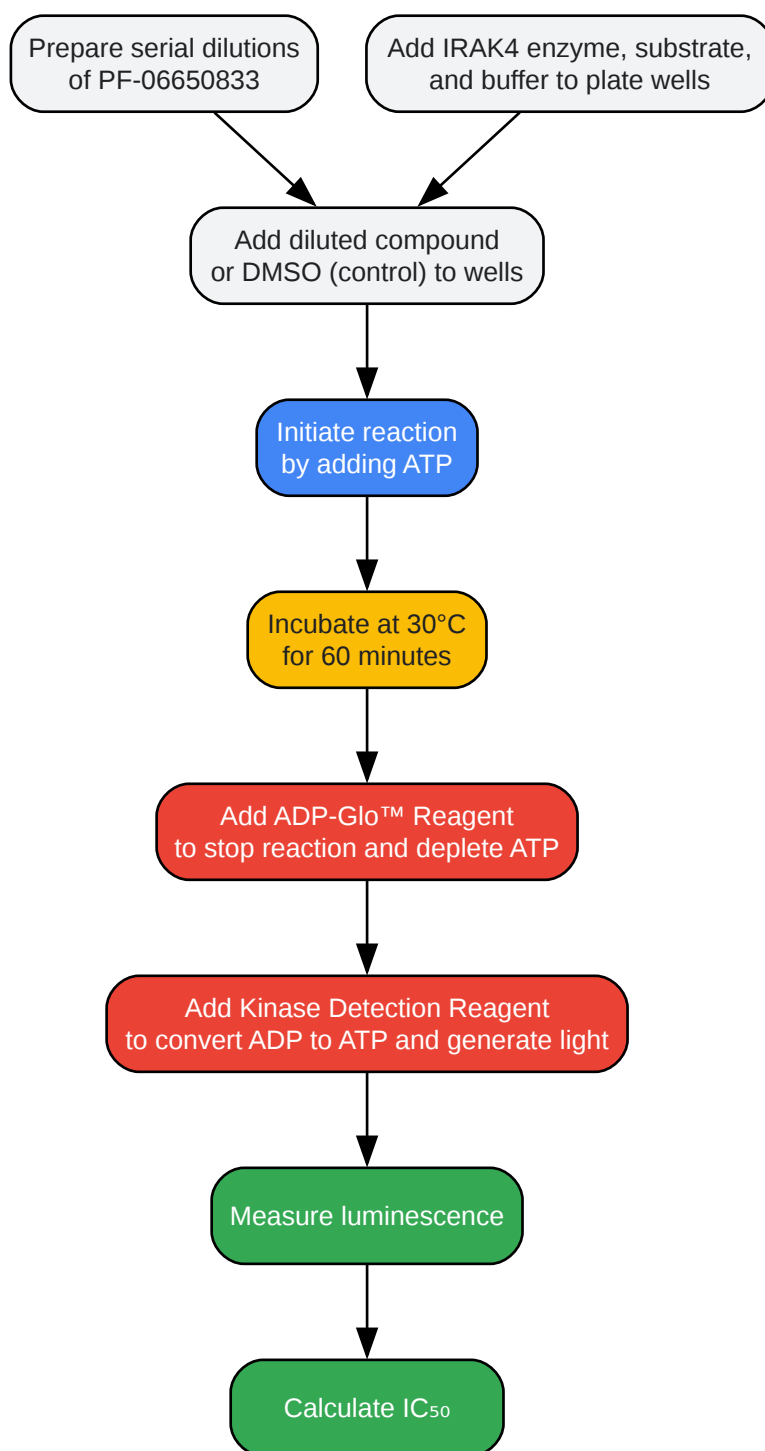 Prepare serial dilutions
of PF-06650833
Add IRAK4 enzyme, substrate,
and buffer to plate wells
Add diluted compound
or DMSO (control) to wells
Initiate reaction
by adding ATP
Incubate at 30°C
for 60 minutes
Add ADP-Glo™ Reagent
to stop reaction and deplete ATP
Add Kinase Detection Reagent
to convert ADP to ATP and generate light
Measure luminescence
Calculate IC₅₀